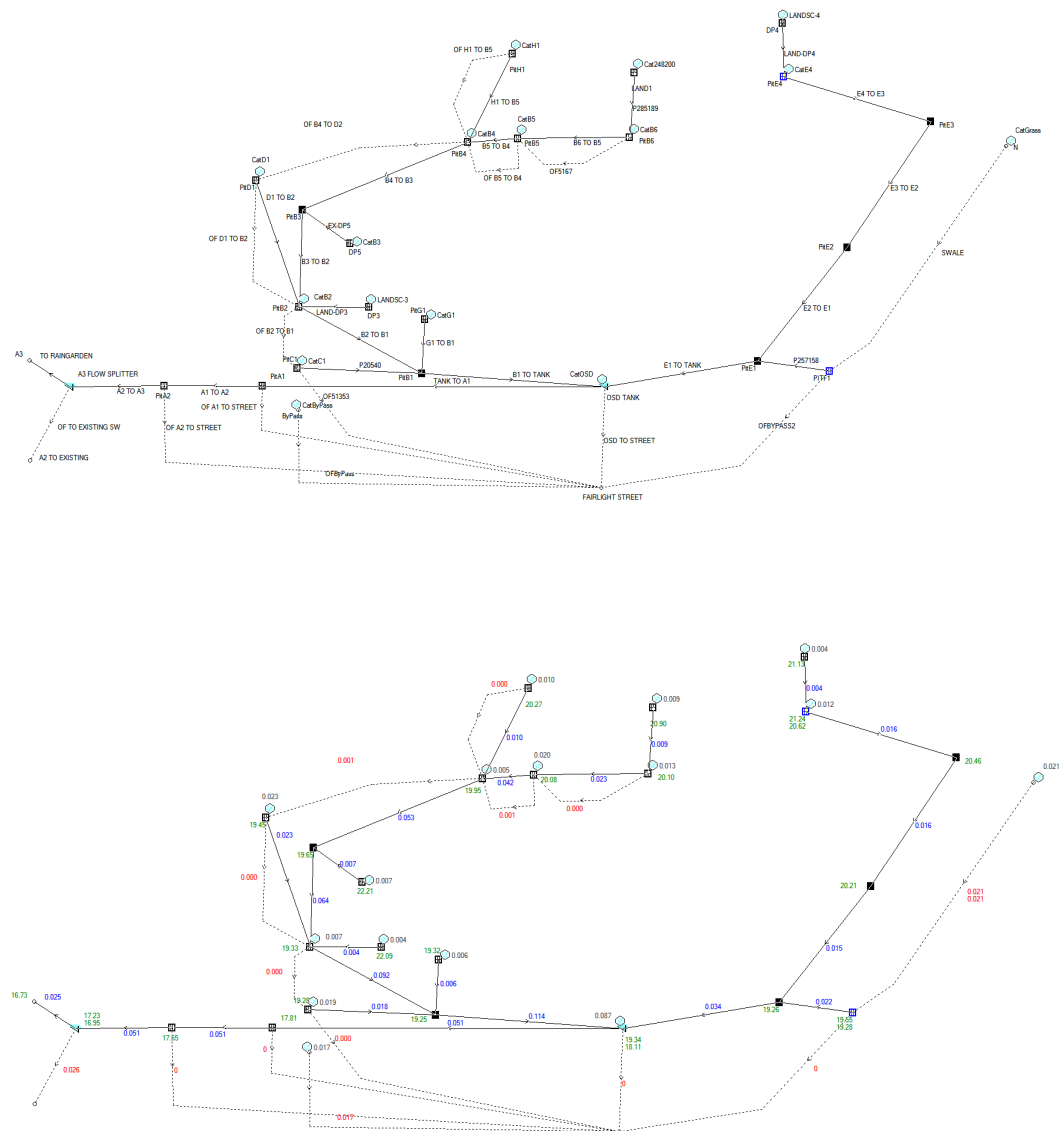 LANDSC-4
DP4
LAND-DP4
CatE4
PitE4
E4 TO E3
PitE3
CatGrass
N
E3 TO E2
PitE2
SWALE
E2 TO E1
PitE1
P257158
E1 TO TANK
OFBYPASS2
OF H1 TO B5
CatH1
PitH1
H1 TO B5
Cat248200
LAND1
P285189
CatB6
PitB6
B6 TO B5
CatB5
PitB5
OF5167
CatB4
PitB4
B5 TO B4
OF B5 TO B4
OF B4 TO D2
CatD1
PitD1
D1 TO B2
B4 TO B3
PitB3
EX-DP5
CatB3
DP5
OF D1 TO B2
B3 TO B2
CatB2
PitB2
LANDSC-3
LAND-DP3
DP3
PitG1
CatG1
OF B2 TO B1
B2 TO B1
G1 TO B1
PitC1
CatC1
P20540
PitB1
B1 TO TANK
CatOSD
OSD TANK
TANK TO A1
A3
TO RAINGARDEN
A3 FLOW SPLITTER
A2 TO A3
PitA2
A1 TO A2
PitA1
OF51353
CatByPass
ByPass
OF A1 TO STREET
OF A2 TO STREET
OF TO EXISTING SW
A2 TO EXISTING
OSD TO STREET
OFByPass
FAIRLIGHT STREET
0.004
21.13
0.004
0.012
21.24
20.62
0.016
20.46
0.021
0.016
0.021
0.021
20.21
0.015
0.000
0.010
20.27
0.010
0.009
20.90
0.009
0.013
20.10
0.023
0.020
20.08
0.000
0.005
19.95
0.042
0.001
0.001
0.023
19.45
0.023
0.053
19.65
0.007
0.007
22.21
0.000
0.064
0.007
19.33
0.004
0.004
22.09
19.32
0.006
0.000
0.092
0.006
19.28
0.019
0.018
19.25
0.051
0.114
0.087
19.34
18.11
0.034
19.26
0.022
19.28
16.73
0.025
17.23
16.95
0.051
0.051
17.81
0.000
0.017
0
0
0.026
0
0
0.017